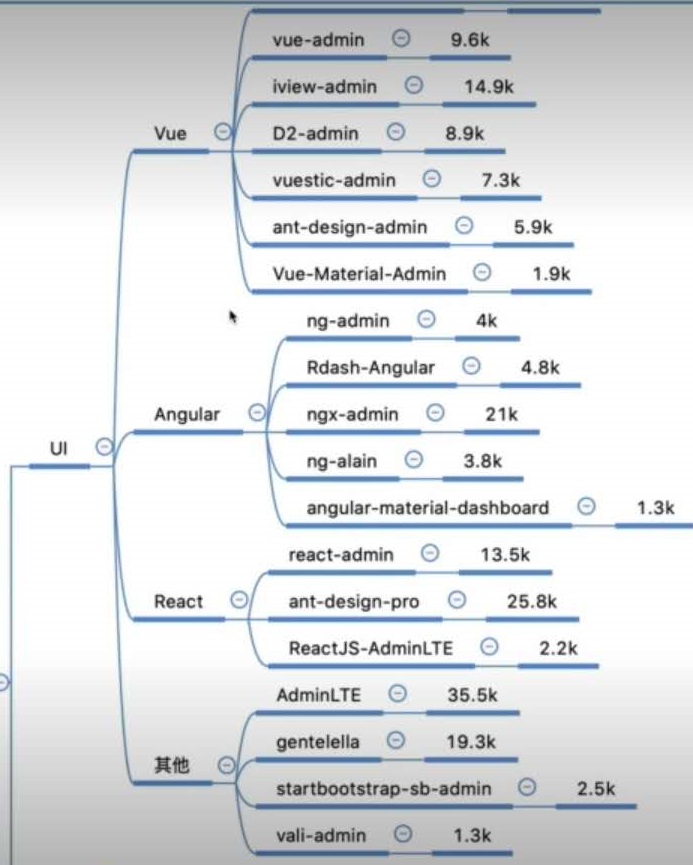 vue-admin 9.6k
iview-admin 14.9k
Vue D2-admin 8.9k
vuestic-admin 7.3k
ant-design-admin 5.9k
Vue-Material-Admin 1.9k
ng-admin 4k
Rdash-Angular 4.8k
Angular ngx-admin 21k
UI
ng-alain 3.8k
angular-material-dashboard 1.3k
react-admin 13.5k
React ant-design-pro 25.8k
ReactJS-AdminLTE 2.2k
AdminLTE 35.5k
gentelella 19.3k
其他
startbootstrap-sb-admin 2.5k
vali-admin 1.3k